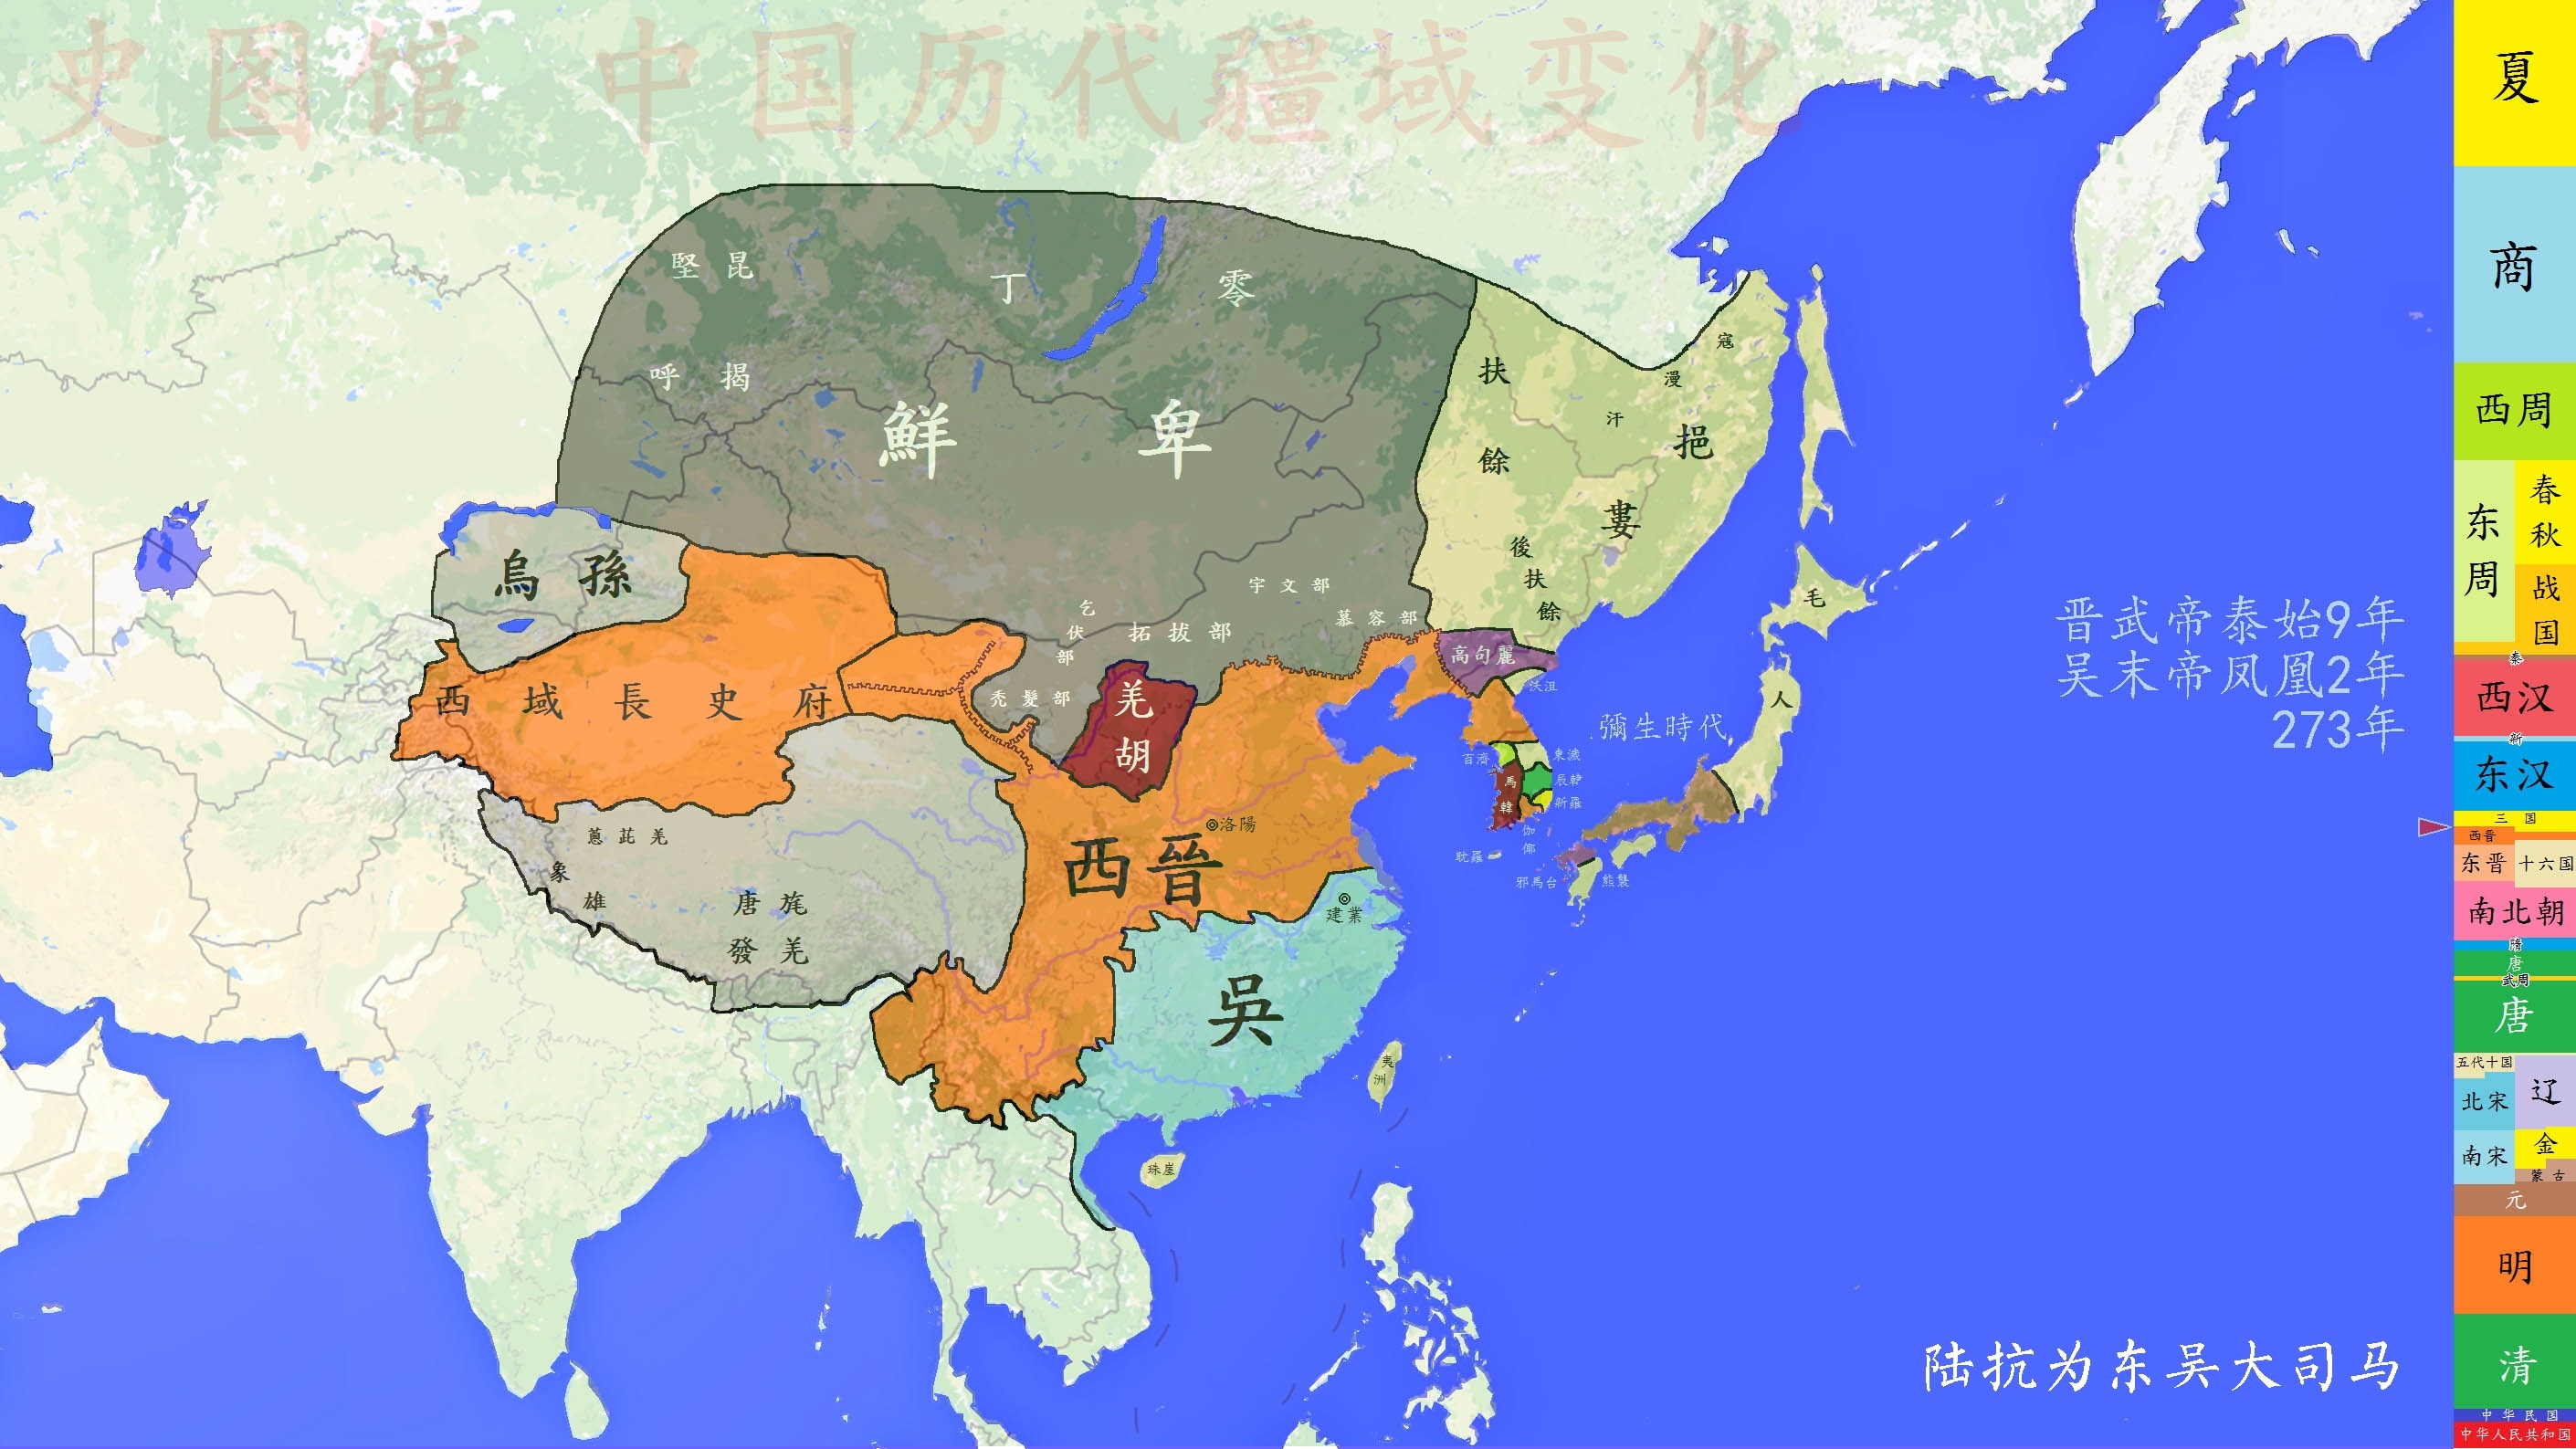 史图馆 中国历代疆域变化
堅昆
丁零
呼揭
鮮卑
扶餘
寇漫汗
挹婁
後扶餘
烏孫
宇文部
慕容部
乞伏部
拓拔部
禿髮部
高句麗
沃沮
西域長史府
羌胡
毛人
彌生時代
百濟
東濊
馬韓
辰韓
新羅
伽倻
耽羅
邪馬台
熊襲
蔥茈羌
象雄
唐旄
發羌
洛陽
西晉
建業
吳
夷洲
珠崖
晋武帝泰始9年
吴末帝凤凰2年
273年
陆抗为东吴大司马
夏
商
西周
东周
春秋
战国
秦
西汉
新
东汉
三国
西晋
东晋
十六国
南北朝
隋
唐
武周
唐
五代十国
辽
北宋
南宋
金
蒙古
元
明
清
中华民国
中华人民共和国